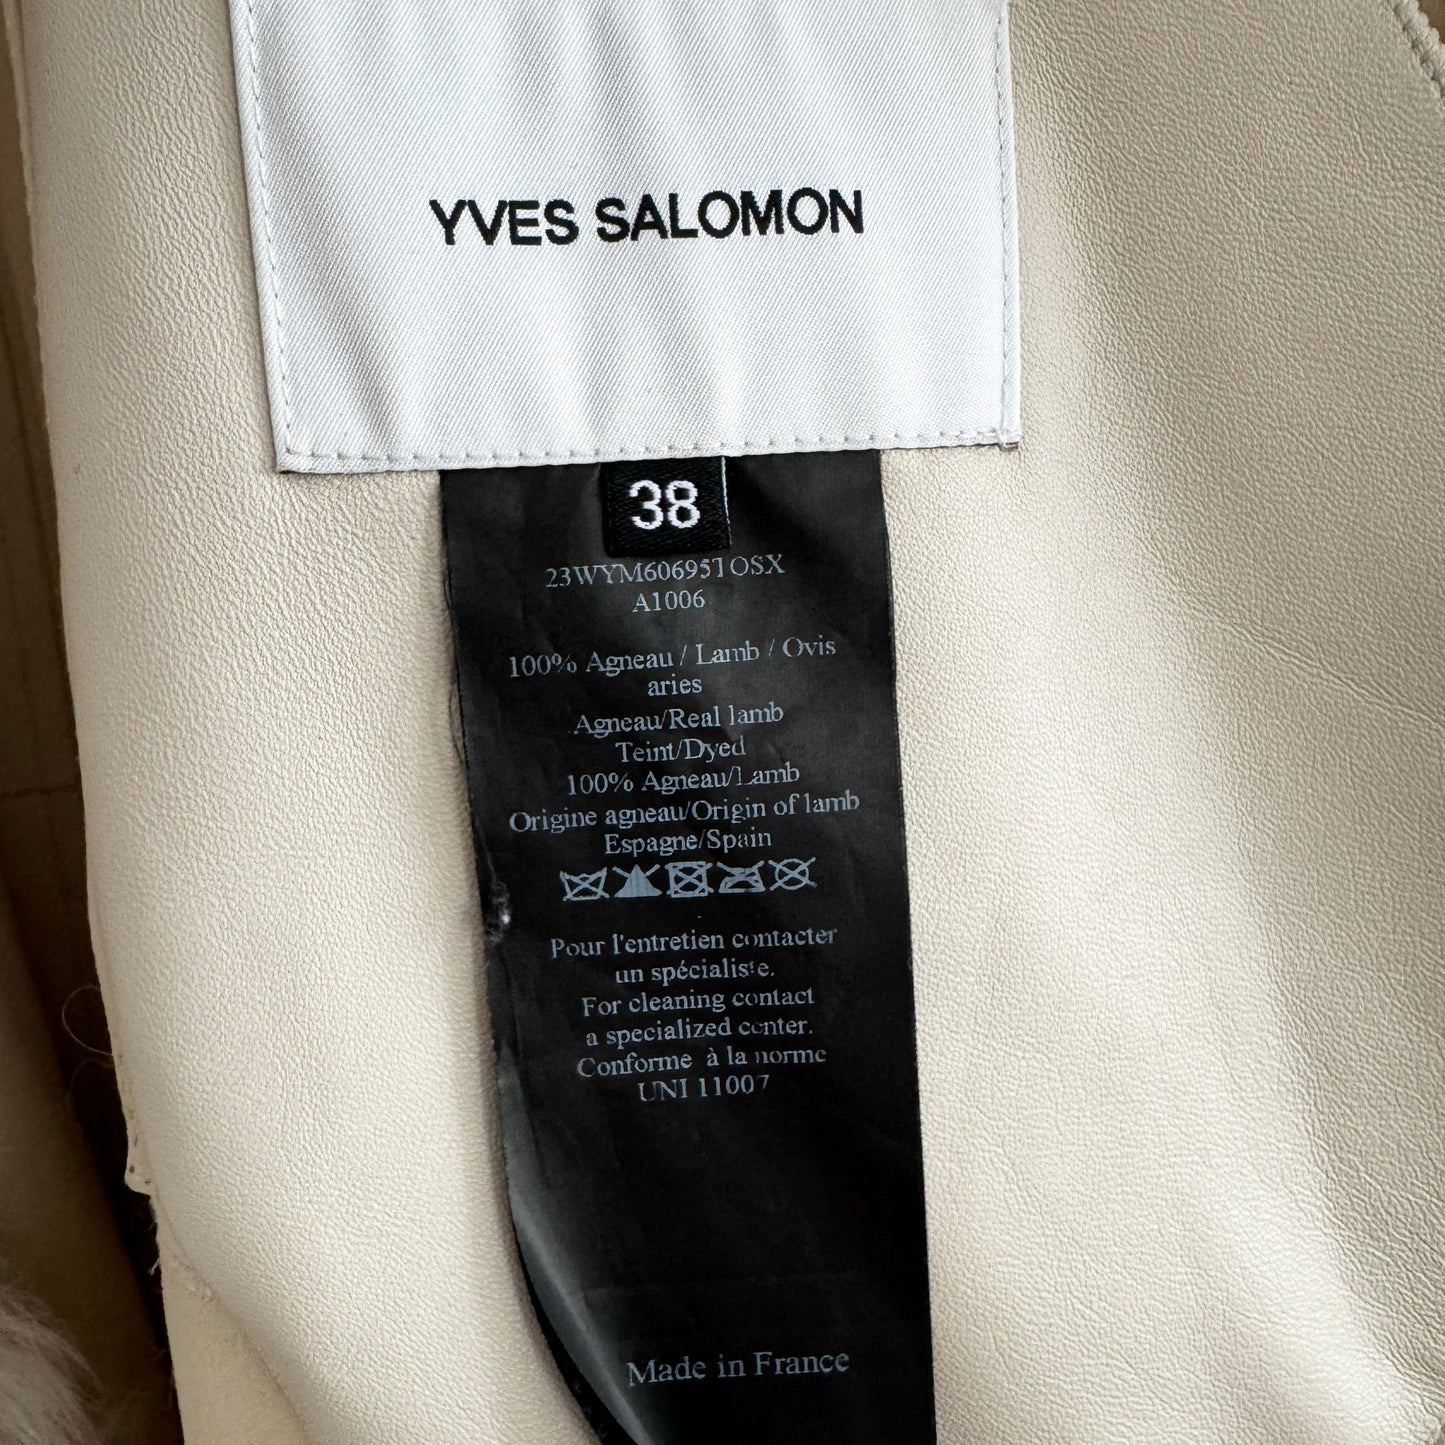 YVES SALOMON
38
23WYM60695TOSX
A1006
100% Agneau / Lamb / Ovis
aries
Agneau/Real lamb
Teint/Dyed
100% Agneau/Lamb
Origine agneau/Origin of lamb
Espagne/Spain
Pour l'entretien contacter
un spécialiste.
For cleaning contact
a specialized center.
Conforme à la norme
UNI 11007
Made in France